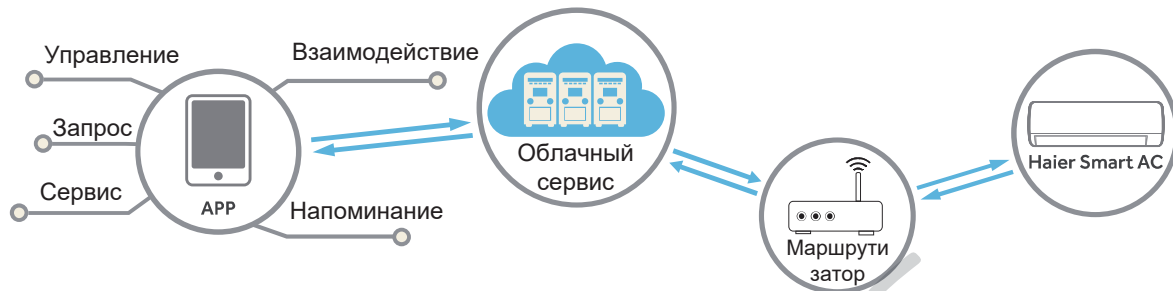 Управление
Взаимодействие
Запрос
Сервис
APP
Напоминание
Облачный
сервис
Маршрути
затор
Haier Smart AC